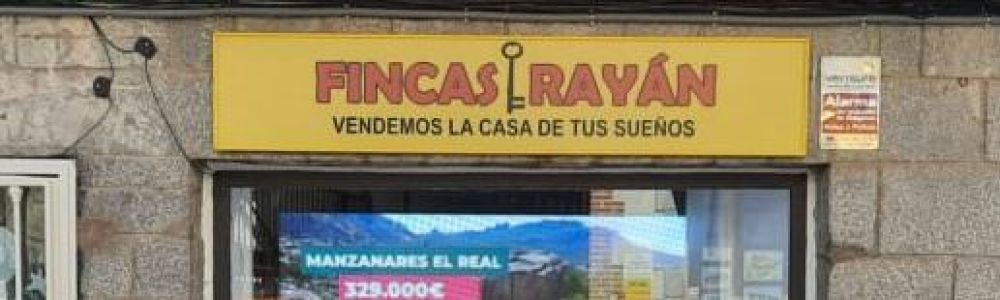 FINCAS RAYÁN
VENDEMOS LA CASA DE TUS SUEÑOS
Alarma
MANZANARES EL REAL
329.000€